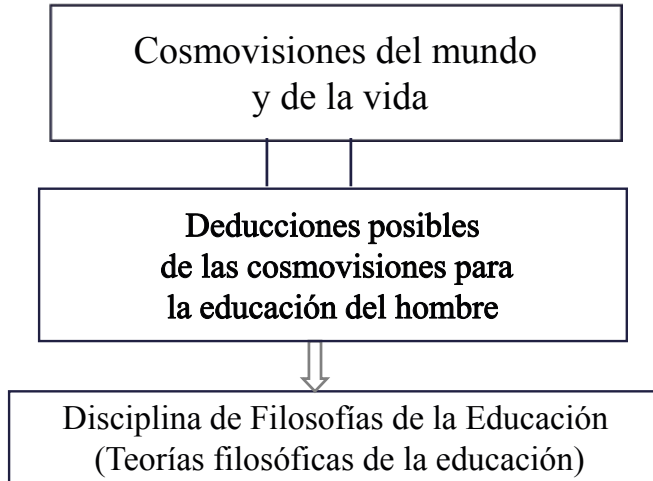 Cosmovisiones del mundo
y de la vida
Deducciones posibles
de las cosmovisiones para
la educación del hombre
Disciplina de Filosofías de la Educación
(Teorías filosóficas de la educación)